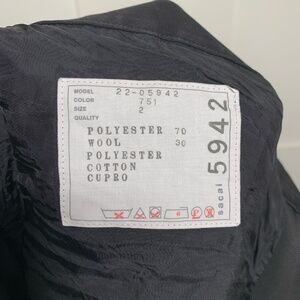 MODEL 22-05942
COLOR 751
SIZE 2
QUALITY
POLYESTER 70
WOOL 30
POLYESTER
COTTON
CUPRO
sacai 5942